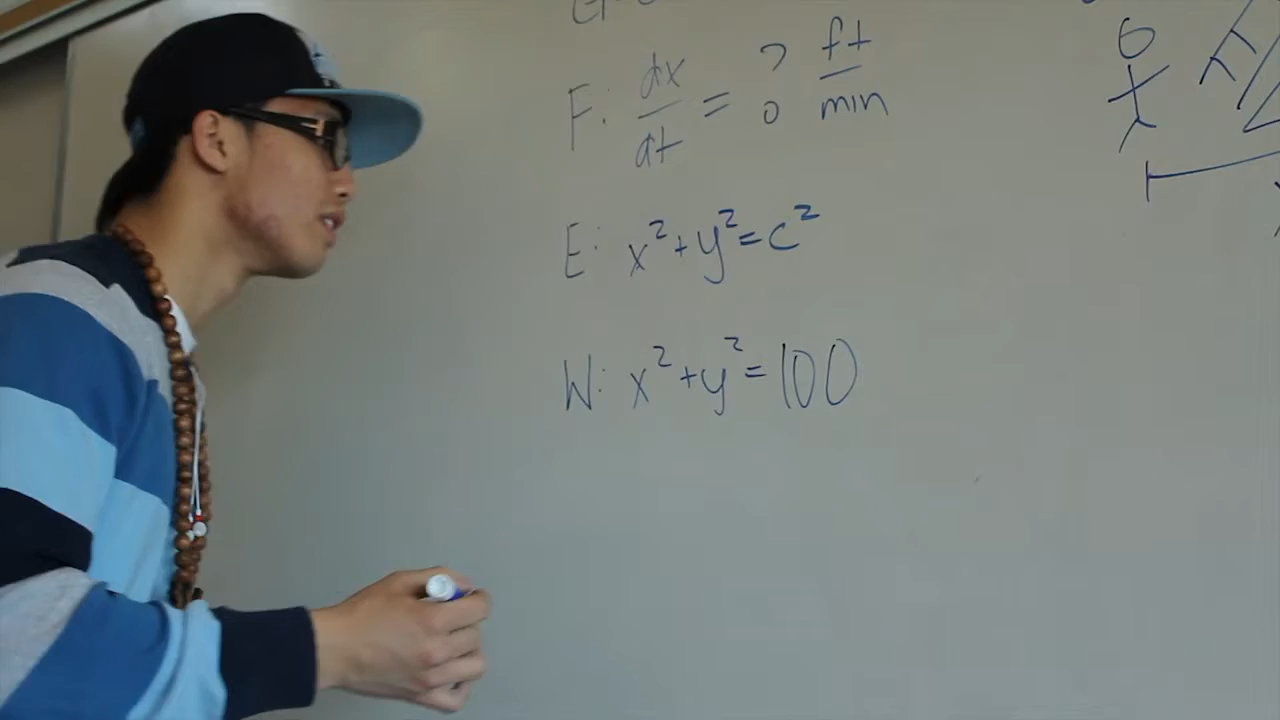 F: dx/dt = ? ft/min
E: x²+y²=c²
W: x²+y²=100